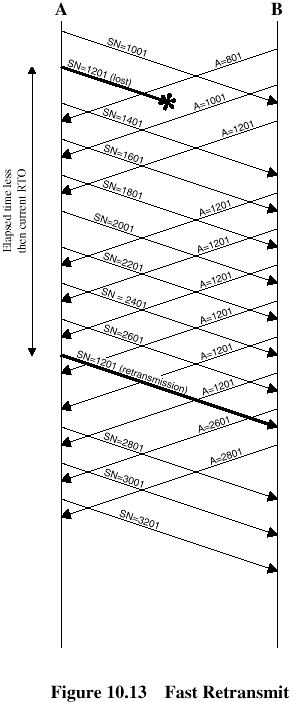 A B
SN=1001
A=801
SN=1201 (lost)
A=1001
SN=1401
A=1201
SN=1601
SN=1801
A=1201
SN=2001
A=1201
SN=2201
A=1201
SN = 2401
A=1201
SN=2601
A=1201
SN=1201 (retransmission)
A=1201
A=2601
SN=2801
A=2801
SN=3001
SN=3201
Elapsed time less
then current RTO
Figure 10.13 Fast Retransmit